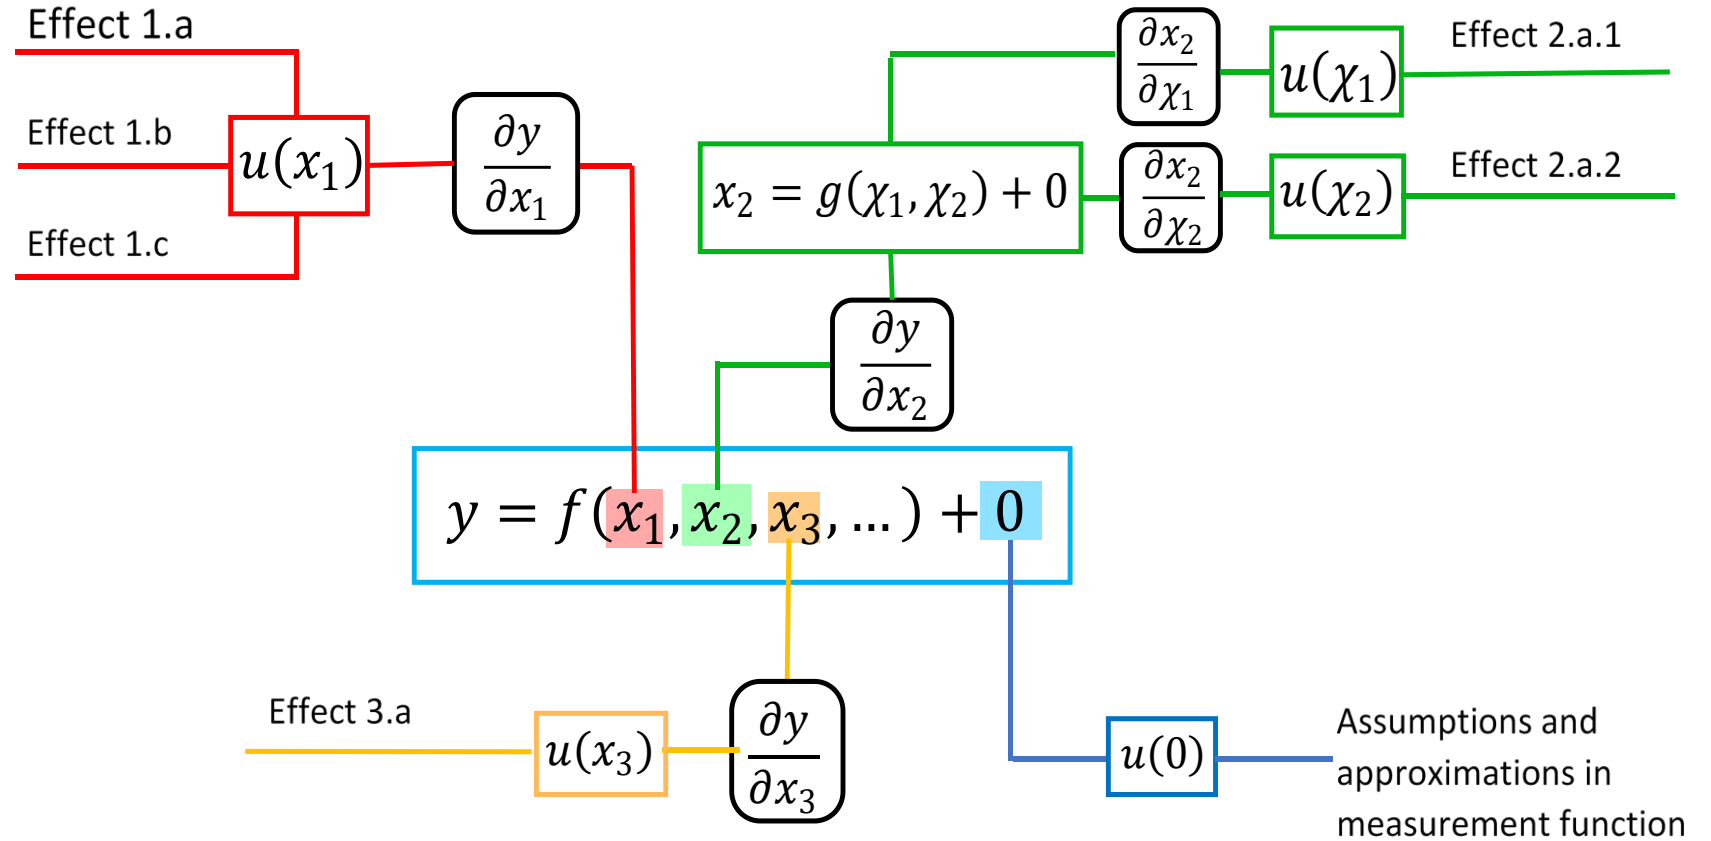 Effect 1.a
Effect 1.b
Effect 1.c
u(x₁)
∂y
∂x₁
∂x₂
∂χ₁
u(χ₁)
Effect 2.a.1
x₂ = g(χ₁, χ₂) + 0
∂x₂
∂χ₂
u(χ₂)
Effect 2.a.2
∂y
∂x₂
y = f(x₁, x₂, x₃, ...) + 0
Effect 3.a
u(x₃)
∂y
∂x₃
u(0)
Assumptions and
approximations in
measurement function